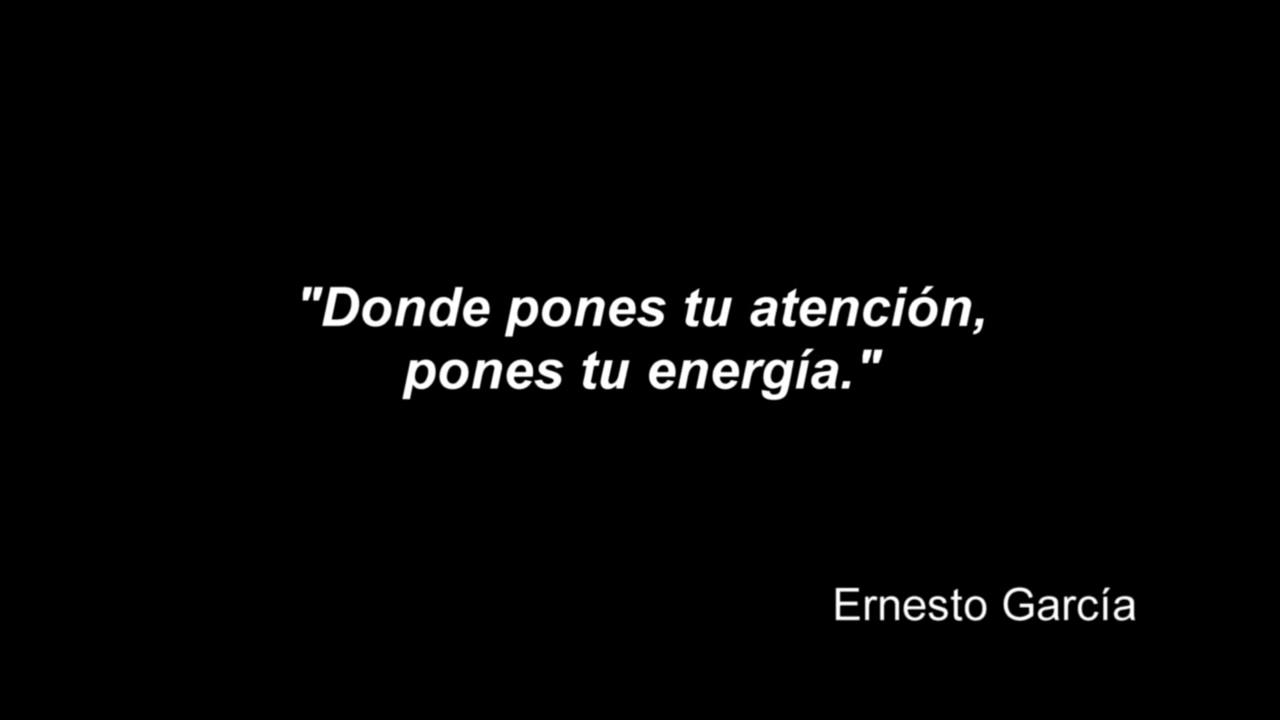 "Donde pones tu atención,
pones tu energía."
Ernesto García